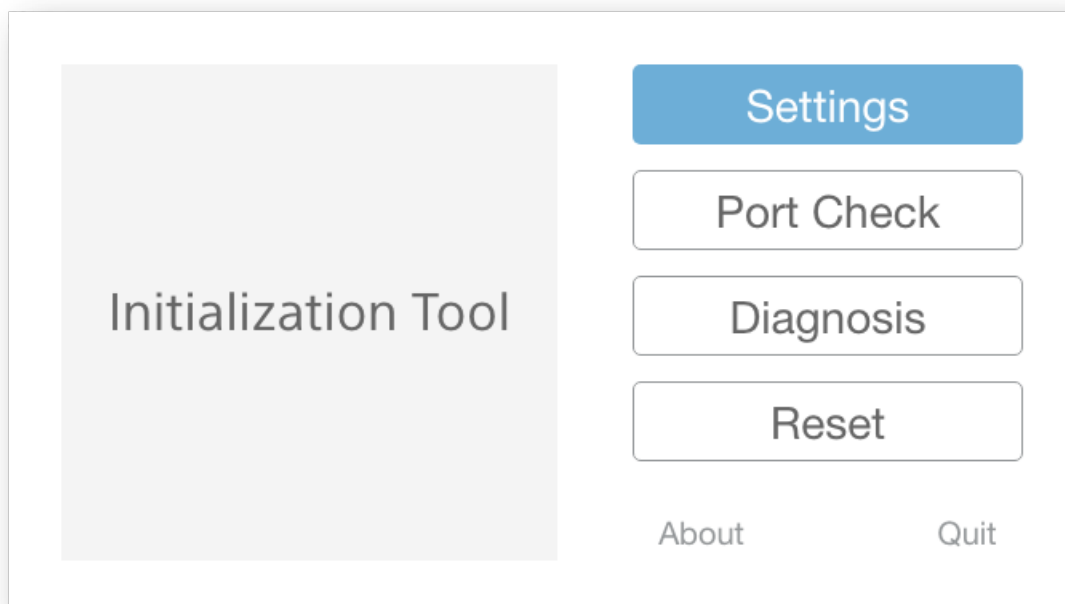 Initialization Tool
Settings
Port Check
Diagnosis
Reset
About
Quit